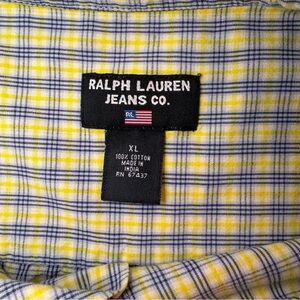 RALPH LAUREN
JEANS CO.
RL
XL
100% COTTON
MADE IN
INDIA
RN 67437